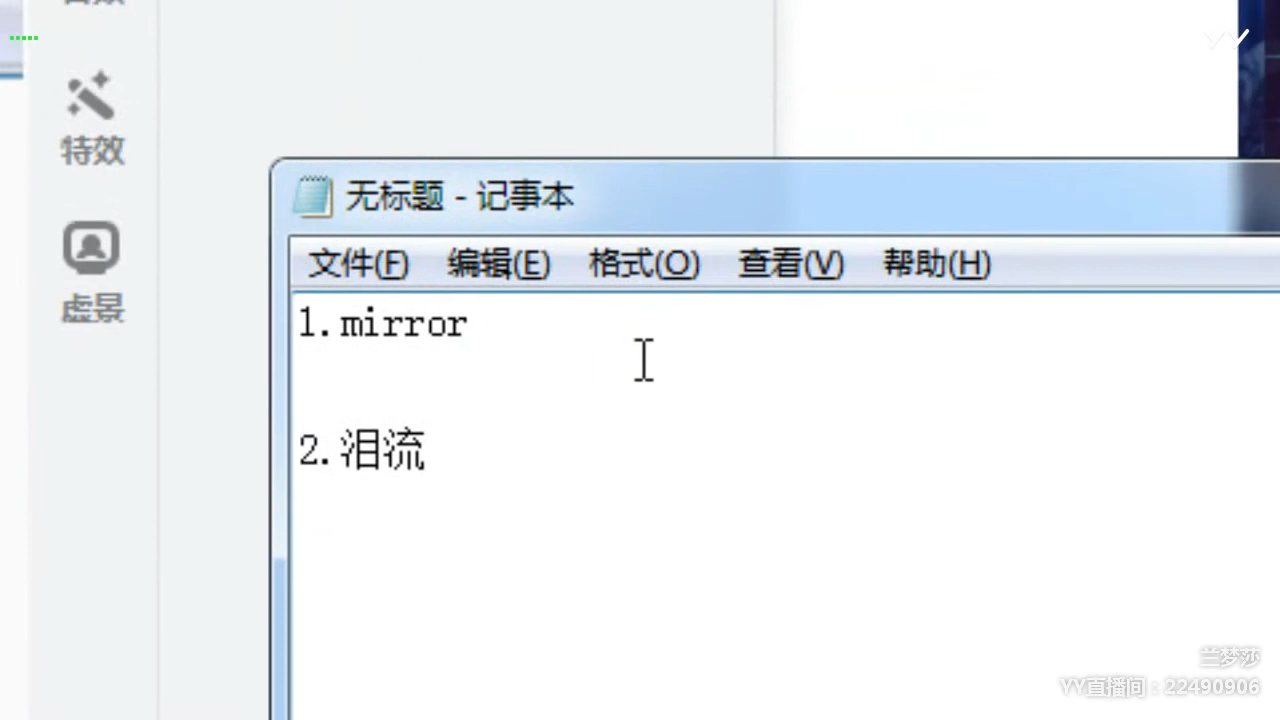 特效
虚景
无标题 - 记事本
文件(F) 编辑(E) 格式(O) 查看(V) 帮助(H)
1.mirror
2.泪流
兰梦莎
YY直播间：22490906